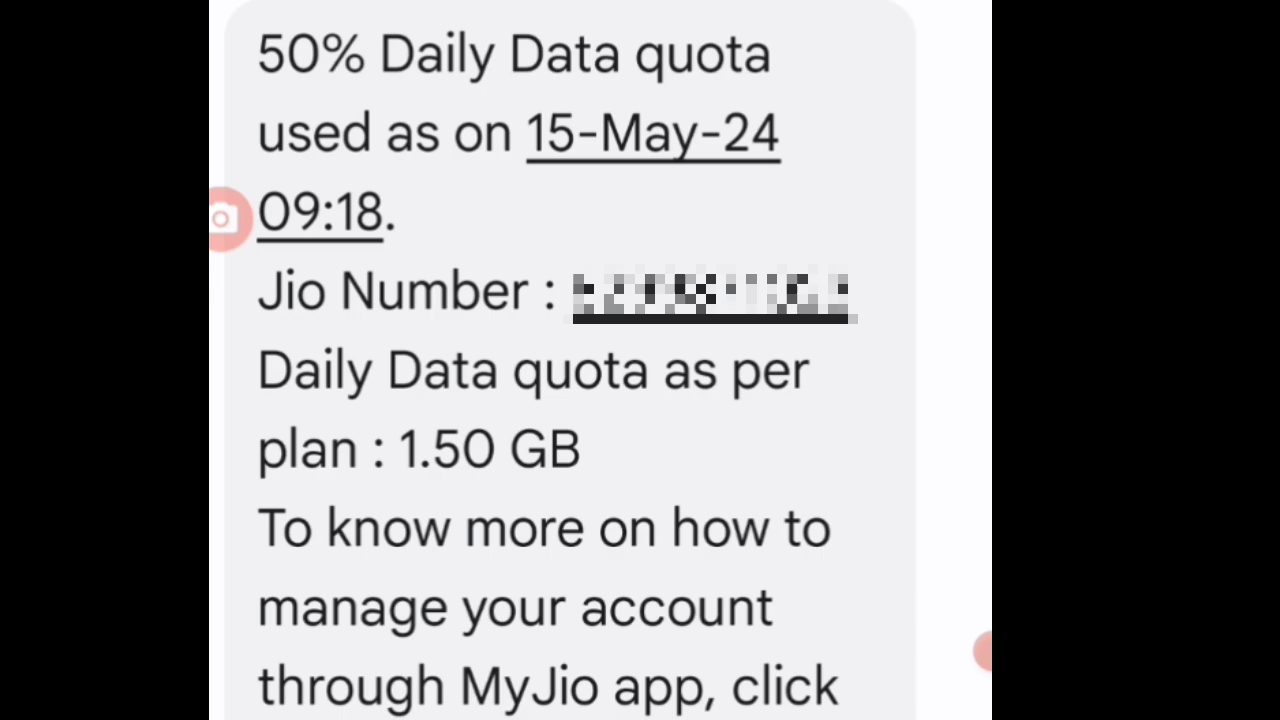 50% Daily Data quota
used as on 15-May-24
09:18.
Jio Number :
Daily Data quota as per
plan : 1.50 GB
To know more on how to
manage your account
through MyJio app, click